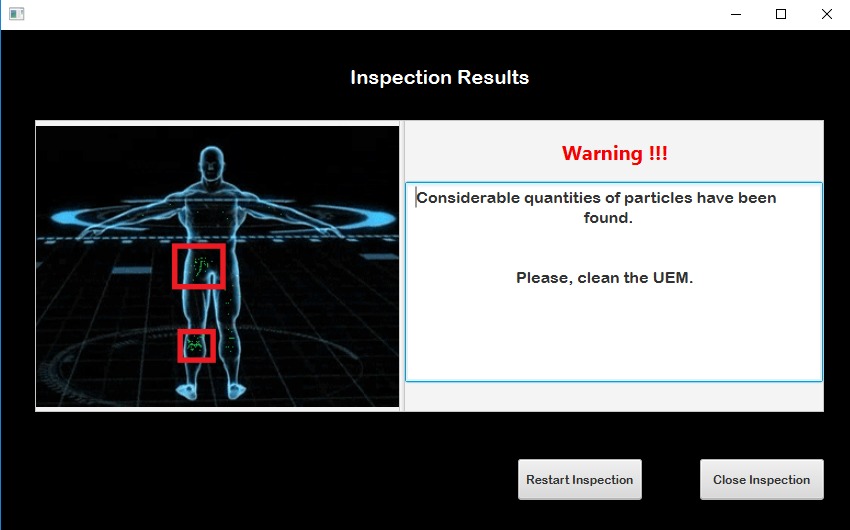 Inspection Results
Warning !!!
Considerable quantities of particles have been
found.
Please, clean the UEM.
Restart Inspection
Close Inspection